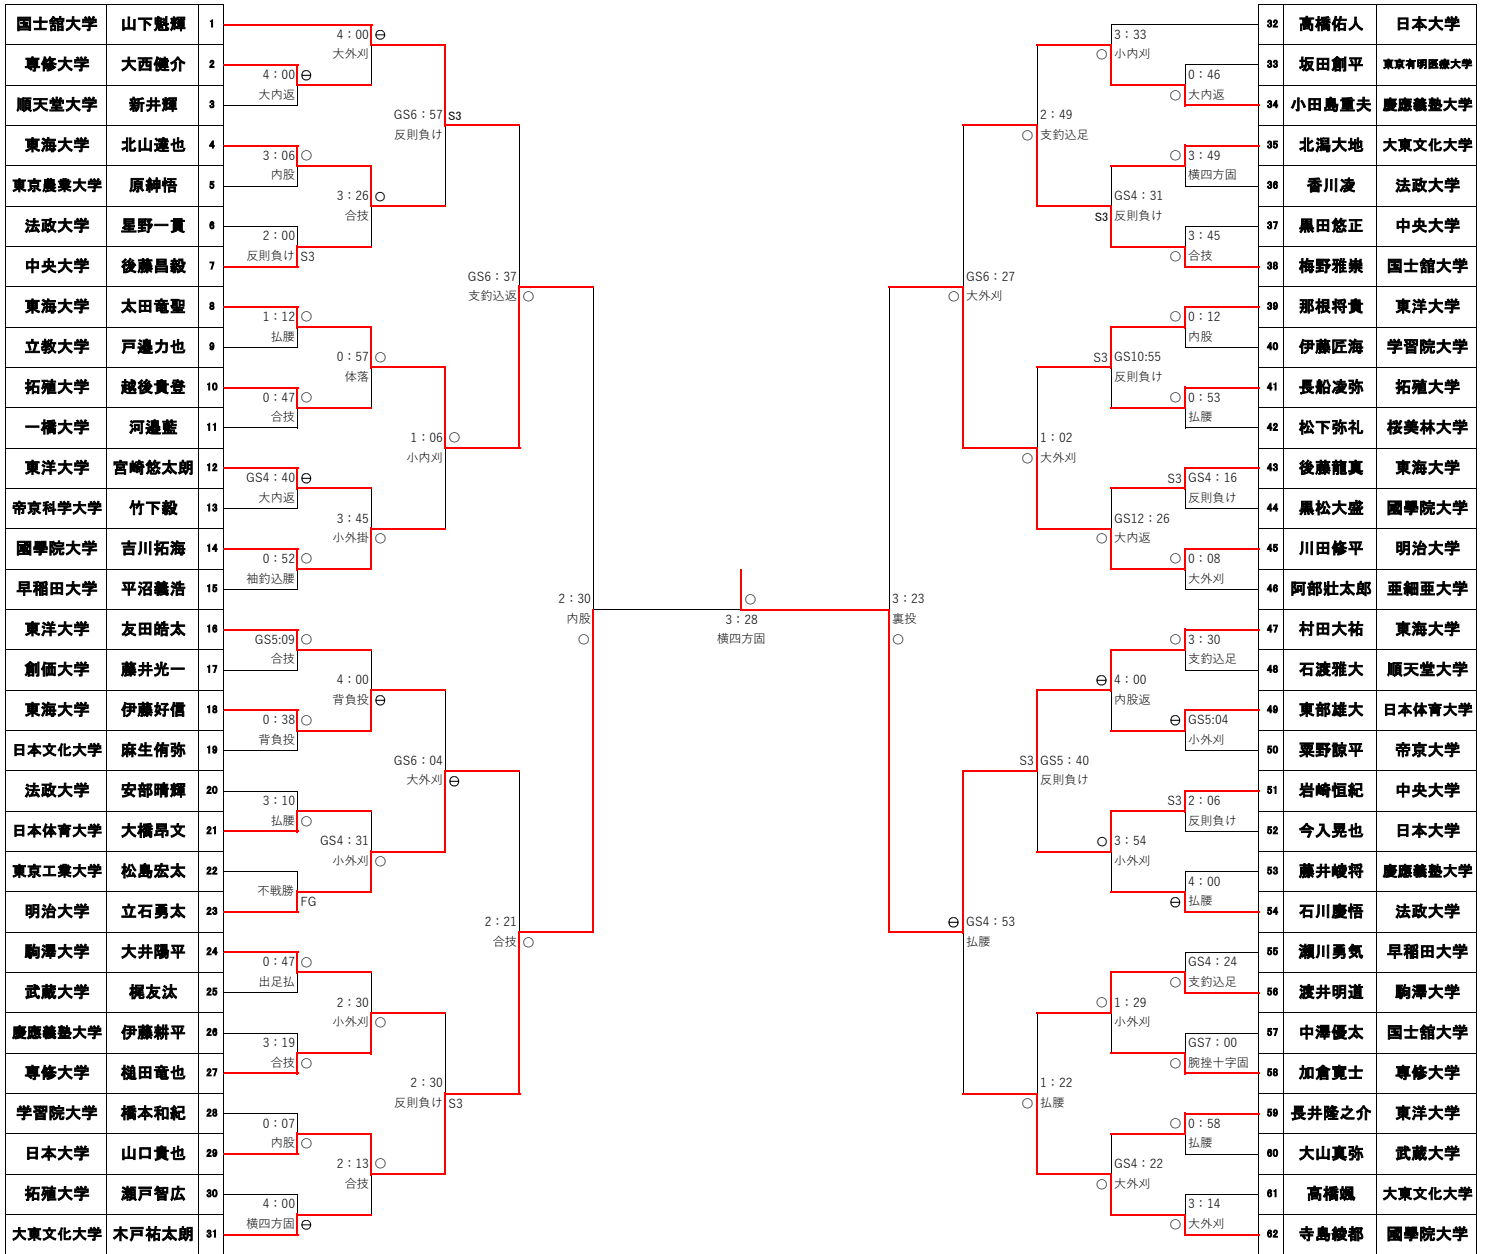 国士舘大学 山下魁輝 1
専修大学 大西健介 2
順天堂大学 新井輝 3
東海大学 北山達也 4
東京農業大学 原紳悟 5
法政大学 星野一貫 6
中央大学 後藤昌毅 7
東海大学 太田竜聖 8
立教大学 戸邉力也 9
拓殖大学 越後貴登 10
一橋大学 河邉藍 11
東洋大学 宮崎悠太朗 12
帝京科学大学 竹下毅 13
國學院大学 吉川拓海 14
早稲田大学 平沼義浩 15
東洋大学 友田皓太 16
創価大学 藤井光一 17
東海大学 伊藤好信 18
日本文化大学 麻生侑弥 19
法政大学 安部晴輝 20
日本体育大学 大橋昂文 21
東京工業大学 松島宏太 22
明治大学 立石勇太 23
駒澤大学 大井陽平 24
武蔵大学 梶友汰 25
慶應義塾大学 伊藤耕平 26
専修大学 槌田竜也 27
学習院大学 橋本和紀 28
日本大学 山口貴也 29
拓殖大学 瀬戸智広 30
大東文化大学 木戸祐太朗 31
4：00
大内返
3：06
内股
2：00
反則負け S3
1：12
払腰
0：47
合技
GS4：40
大内返
0：52
袖釣込腰
GS5:09
合技
0：38
背負投
3：10
払腰
不戦勝
FG
0：47
出足払
3：19
合技
0：07
内股
4：00
横四方固
4：00
大外刈
3：26
合技
0：57
体落
3：45
小外掛
4：00
背負投
GS4：31
小外刈
2：30
小外刈
2：13
合技
GS6：57 S3
反則負け
1：06
小内刈
GS6：04
大外刈
2：30
反則負け S3
GS6：37
支釣込返
2：21
合技
2：30
内股
3：28
横四方固
3：23
裏投
GS6：27
大外刈
GS4：53
払腰
2：49
支釣込足
1：02
大外刈
S3 GS5：40
反則負け
1：22
払腰
3：33
小内刈
GS4：31
S3 反則負け
S3 GS10:55
反則負け
GS12：26
大内返
4：00
内股返
3：54
小外刈
1：29
小外刈
GS4：22
大外刈
0：46
大内返
3：49
横四方固
3：45
合技
0：12
内股
0：53
払腰
S3 GS4：16
反則負け
0：08
大外刈
3：30
支釣込足
GS5:04
小外刈
S3 2：06
反則負け
4：00
払腰
GS4：24
支釣込足
GS7：00
腕挫十字固
0：58
払腰
3：14
大外刈
32 髙橋佑人 日本大学
33 坂田創平 東京有明医療大学
34 小田島重夫 慶應義塾大学
35 北潟大地 大東文化大学
36 香川凌 法政大学
37 黒田悠正 中央大学
38 梅野雅崇 国士舘大学
39 那根将貴 東洋大学
40 伊藤匠海 学習院大学
41 長船凌弥 拓殖大学
42 松下弥礼 桜美林大学
43 後藤龍真 東海大学
44 黒松大盛 國學院大学
45 川田修平 明治大学
46 阿部壮太郎 亜細亜大学
47 村田大祐 東海大学
48 石渡雅大 順天堂大学
49 東部雄大 日本体育大学
50 粟野諒平 帝京大学
51 岩崎恒紀 中央大学
52 今入晃也 日本大学
53 藤井崚将 慶應義塾大学
54 石川慶悟 法政大学
55 瀬川勇気 早稲田大学
56 渡井明道 駒澤大学
57 中澤優太 国士舘大学
58 加倉寛士 専修大学
59 長井隆之介 東洋大学
60 大山真弥 武蔵大学
61 高橋颯 大東文化大学
62 寺島綾都 國學院大学